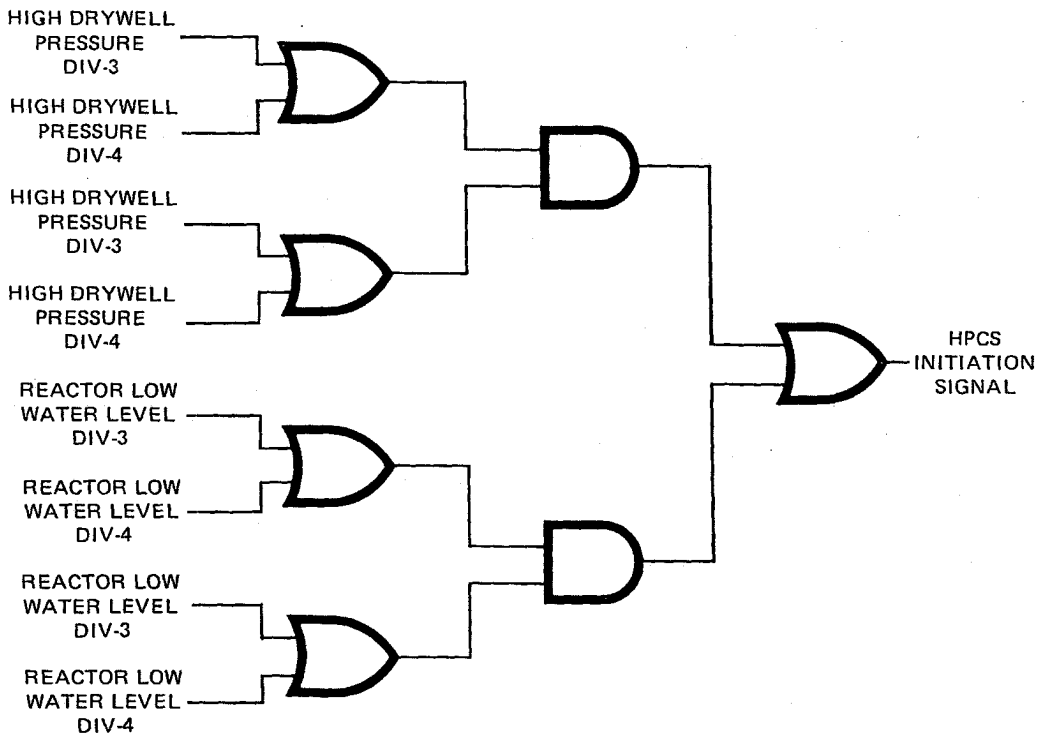 HIGH DRYWELL
PRESSURE
DIV-3
HIGH DRYWELL
PRESSURE
DIV-4
HIGH DRYWELL
PRESSURE
DIV-3
HIGH DRYWELL
PRESSURE
DIV-4
REACTOR LOW
WATER LEVEL
DIV-3
REACTOR LOW
WATER LEVEL
DIV-4
REACTOR LOW
WATER LEVEL
DIV-3
REACTOR LOW
WATER LEVEL
DIV-4
HPCS
INITIATION
SIGNAL